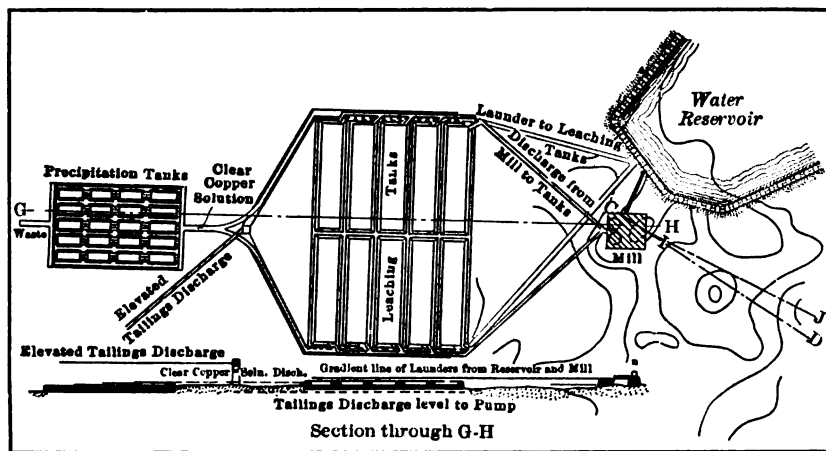 Water
Reservoir
Launder to Leaching
Tanks
Discharge from
Mill to Tanks
Precipitation Tanks
Clear
Copper
Solution
G
Waste
Tanks
Leaching
C
H
Mill
L
J
D
Elevated
Tailings Discharge
Elevated Tailings Discharge
Clear Copper Soln. Disch.
Gradient line of Launders from Reservoir and Mill
Tailings Discharge level to Pump
Section through G-H